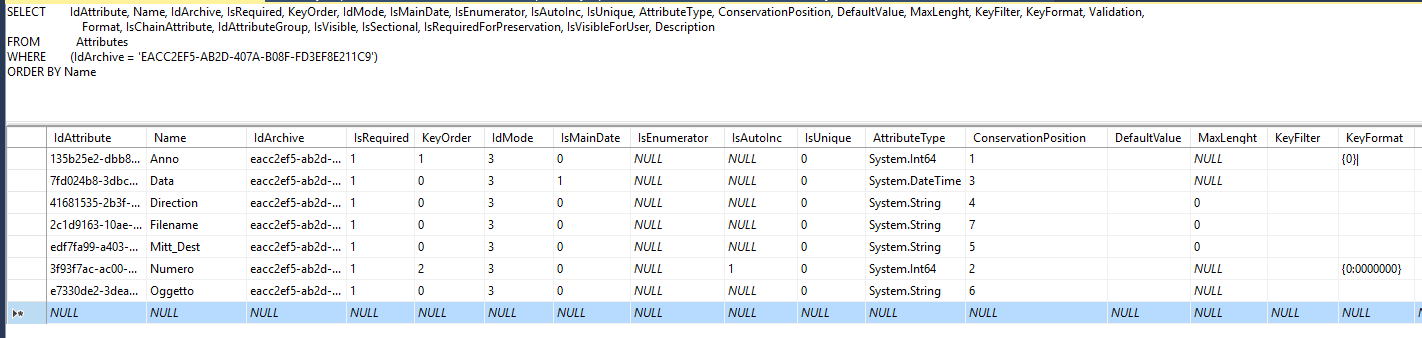 SELECT IdAttribute, Name, IdArchive, IsRequired, KeyOrder, IdMode, IsMainDate, IsEnumerator, IsAutoInc, IsUnique, AttributeType, ConservationPosition, DefaultValue, MaxLenght, KeyFilter, KeyFormat, Validation,
Format, IsChainAttribute, IdAttributeGroup, IsVisible, IsSectional, IsRequiredForPreservation, IsVisibleForUser, Description
FROM Attributes
WHERE (IdArchive = 'EACC2EF5-AB2D-407A-B08F-FD3EF8E211C9')
ORDER BY Name
IdAttribute Name IdArchive IsRequired KeyOrder IdMode IsMainDate IsEnumerator IsAutoInc IsUnique AttributeType ConservationPosition DefaultValue MaxLenght KeyFilter KeyFormat
135b25e2-dbb8... Anno eacc2ef5-ab2d-... 1 1 3 0 NULL NULL 0 System.Int64 1 NULL {0}|
7fd024b8-3dbc... Data eacc2ef5-ab2d-... 1 0 3 1 NULL NULL 0 System.DateTime 3 NULL
41681535-2b3f-... Direction eacc2ef5-ab2d-... 1 0 3 0 NULL NULL 0 System.String 4 0
2c1d9163-10ae-... Filename eacc2ef5-ab2d-... 1 0 3 0 NULL NULL 0 System.String 7 0
edf7fa99-a403-... Mitt_Dest eacc2ef5-ab2d-... 1 0 3 0 NULL NULL 0 System.String 5 0
3f93f7ac-ac00-... Numero eacc2ef5-ab2d-... 1 2 3 0 NULL 1 0 System.Int64 2 NULL {0:0000000}
e7330de2-3dea... Oggetto eacc2ef5-ab2d-... 1 0 3 0 NULL NULL 0 System.String 6 NULL
NULL NULL NULL NULL NULL NULL NULL NULL NULL NULL NULL NULL NULL NULL NULL NULL